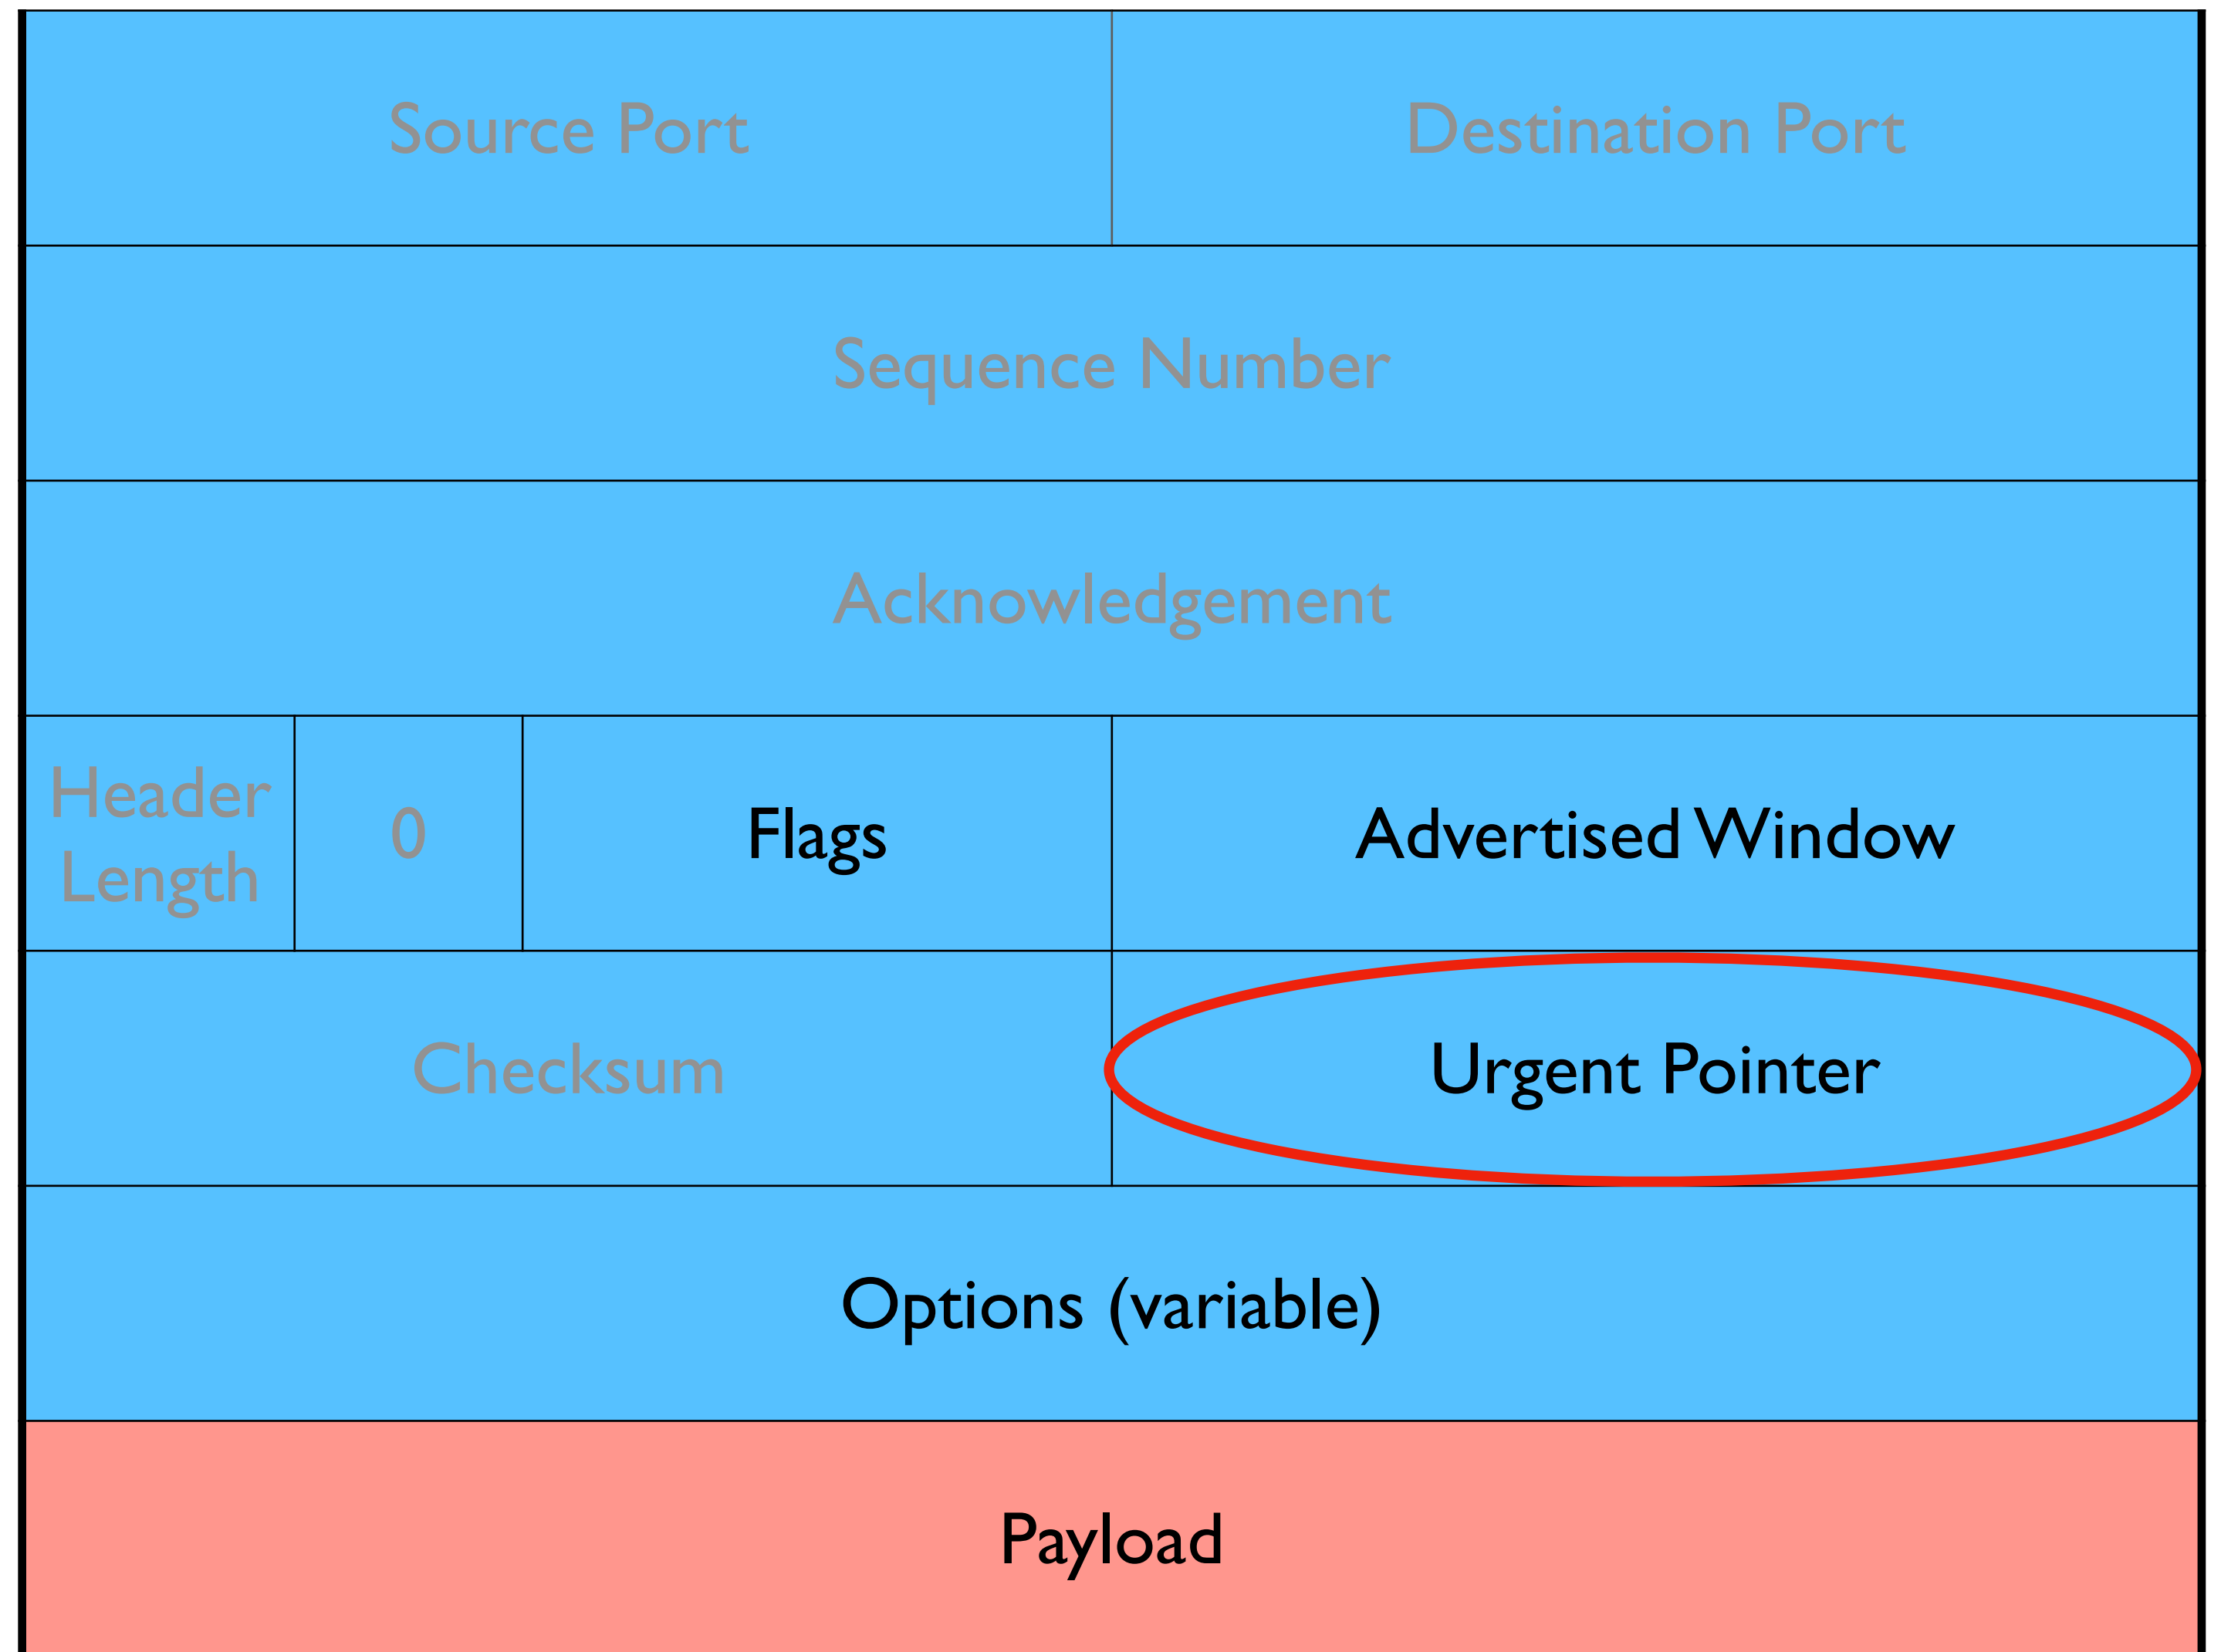 Source Port
Destination Port
Sequence Number
Acknowledgement
Header
Length
0
Flags
Advertised Window
Checksum
Urgent Pointer
Options (variable)
Payload